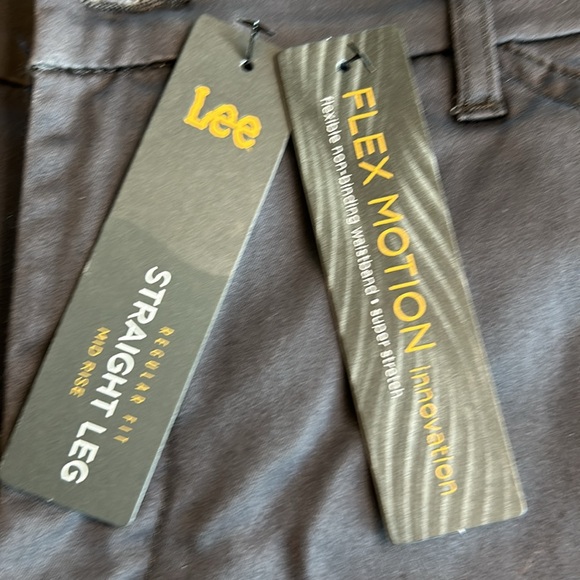 Lee
REGULAR FIT
STRAIGHT LEG
MID RISE
FLEX MOTION innovation
flexible non-binding waistband • super stretch